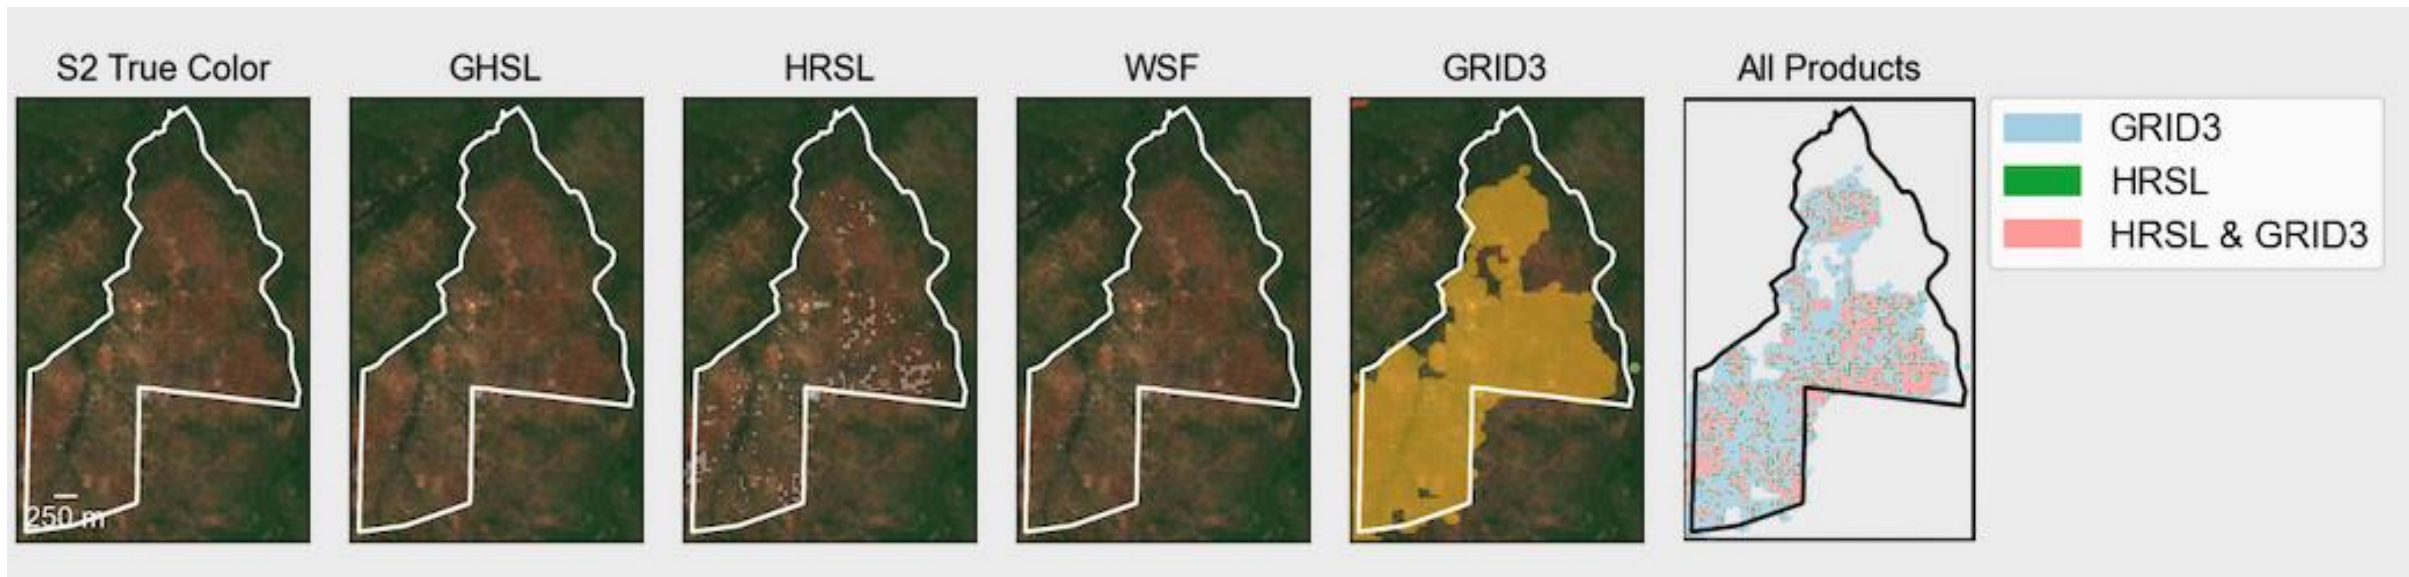 S2 True Color
GHSL
HRSL
WSF
GRID3
All Products
GRID3
HRSL
HRSL & GRID3
250 m